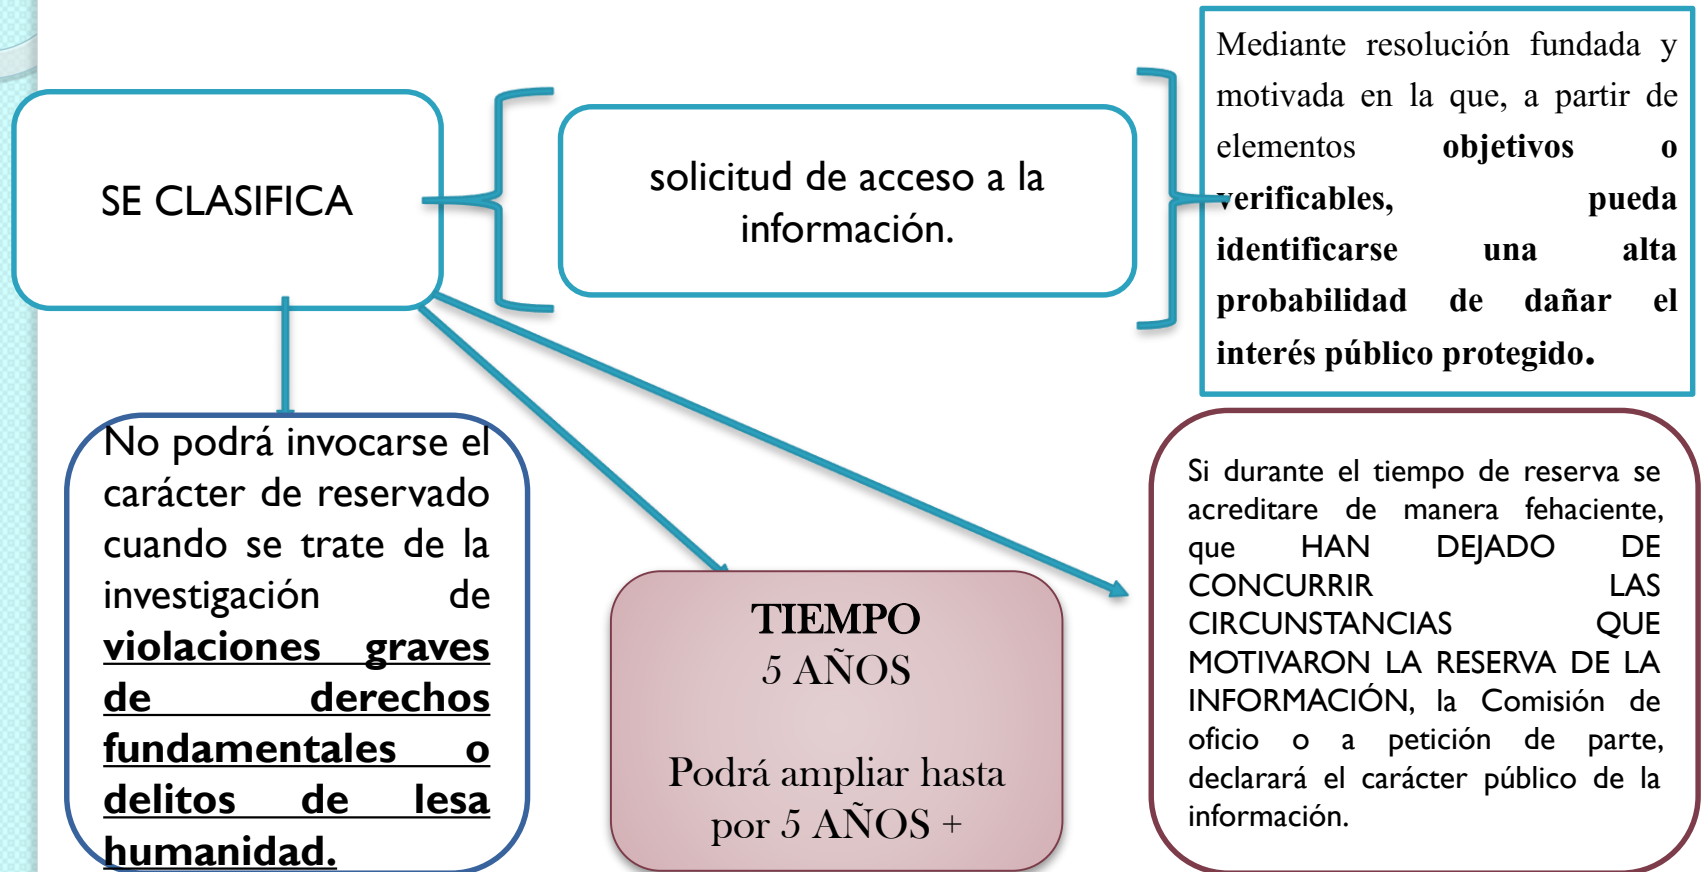 SE CLASIFICA
solicitud de acceso a la
información.
Mediante resolución fundada y
motivada en la que, a partir de
elementos objetivos o
verificables, pueda
identificarse una alta
probabilidad de dañar el
interés público protegido.
No podrá invocarse el
carácter de reservado
cuando se trate de la
investigación de
violaciones graves
de derechos
fundamentales o
delitos de lesa
humanidad.
TIEMPO
5 AÑOS
Podrá ampliar hasta
por 5 AÑOS +
Si durante el tiempo de reserva se
acreditare de manera fehaciente,
que HAN DEJADO DE
CONCURRIR LAS
CIRCUNSTANCIAS QUE
MOTIVARON LA RESERVA DE LA
INFORMACIÓN, la Comisión de
oficio o a petición de parte,
declarará el carácter público de la
información.